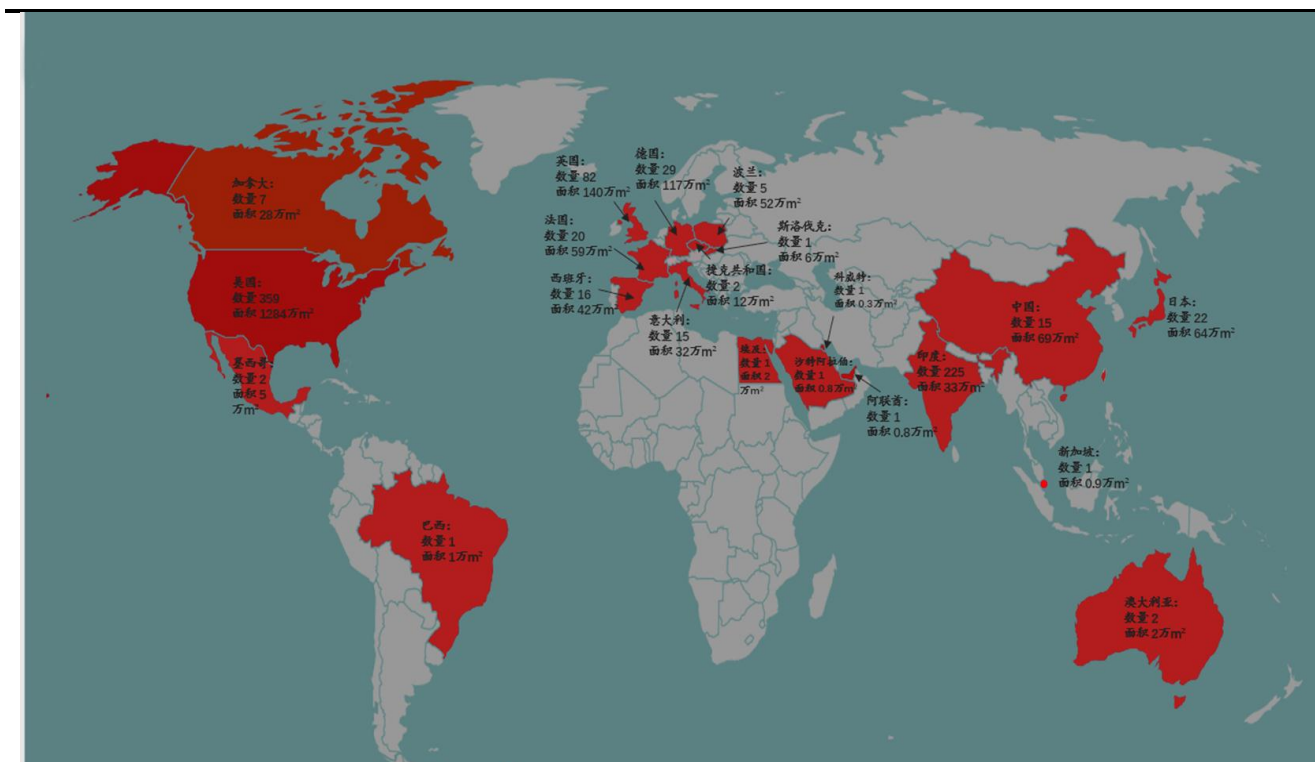 加拿大：
数量 7
面积 28万m²
美国：
数量 359
面积 1284万m²
墨西哥：
数量 2
面积 5
万m²
巴西：
数量 1
面积 1万m²
英国：
数量 82
面积 140万m²
德国：
数量 29
面积 117万m²
波兰：
数量 5
面积 52万m²
法国：
数量 20
面积 59万m²
斯洛伐克：
数量 1
面积 6万m²
西班牙：
数量 16
面积 42万m²
捷克共和国：
数量 2
面积 12万m²
意大利：
数量 15
面积 32万m²
科威特：
数量 1
面积 0.3万m²
埃及：
数量 1
面积 2
万m²
沙特阿拉伯：
数量 1
面积 0.8万m²
阿联酋：
数量 1
面积 0.8万m²
印度：
数量 225
面积 33万m²
中国：
数量 15
面积 69万m²
日本：
数量 22
面积 64万m²
新加坡：
数量 1
面积 0.9万m²
澳大利亚：
数量 2
面积 2万m²